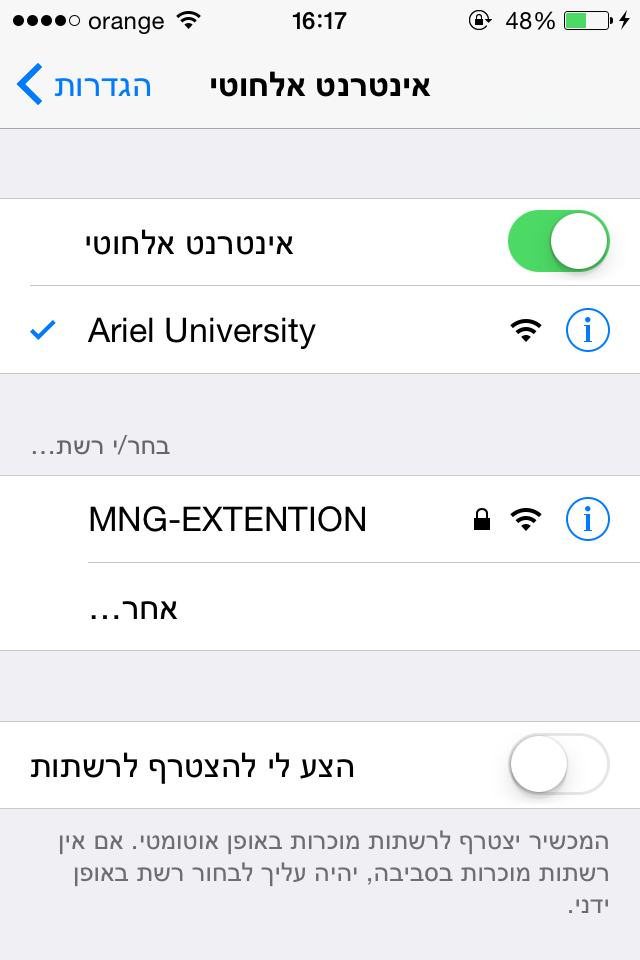 orange 16:17 48%
הגדרות אינטרנט אלחוטי
אינטרנט אלחוטי
Ariel University
בחר/י רשת...
MNG-EXTENTION
אחר...
הצע לי להצטרף לרשתות
המכשיר יצטרף לרשתות מוכרות באופן אוטומטי. אם אין
רשתות מוכרות בסביבה, יהיה עליך לבחור רשת באופן
ידני.